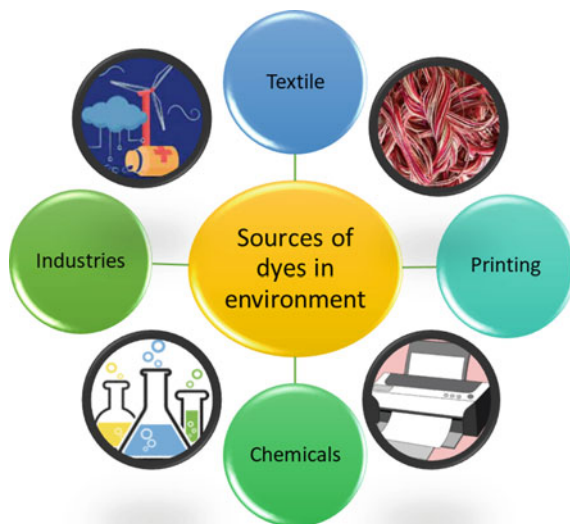 Textile
Industries
Sources of
dyes in
environment
Printing
Chemicals